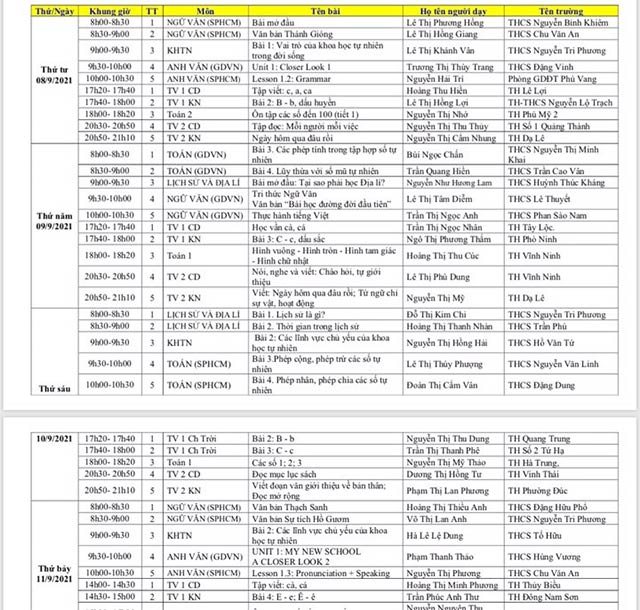 Thứ/Ngày Khung giờ TT Môn Tên bài Họ tên người dạy Tên trường
Thứ tư 08/9/2021
8h00-8h30 1 NGỮ VĂN (SPHCM) Bài mở đầu Lê Thị Phương Hồng THCS Nguyễn Bỉnh Khiêm
8h30-9h00 2 NGỮ VĂN (SPHCM) Văn bản Thánh Gióng Lê Thị Hồng Giang THCS Chu Văn An
9h00-9h30 3 KHTN Bài 1: Vai trò của khoa học tự nhiên trong đời sống Lê Thị Khánh Vân THCS Nguyễn Tri Phương
9h30-10h00 4 ANH VĂN (GDVN) Unit 1: Closer Look 1 Trương Thị Thùy Trang THCS Đặng Vinh
10h00-10h30 5 ANH VĂN (SPHCM) Lesson 1.2: Grammar Nguyễn Hải Trí Phòng GDĐT Phú Vang
17h20- 17h40 1 TV 1 CD Tập viết: c, a, ca Hoàng Thu Hiền TH Lê Lợi
17h40- 18h00 2 TV 1 KN Bài 2: B - b, dấu huyền Lê Thị Hồng Lợi TH-THCS Nguyễn Lộ Trạch
18h00 - 18h20 3 Toán 2 Ôn tập các số đến 100 (tiết 1) Nguyễn Thị Nhớ TH Phú Mỹ 2
20h30- 20h50 4 TV 2 CD Tập đọc: Mỗi người mỗi việc Nguyễn Thị Thu Thủy TH Số 1 Quảng Thành
20h50- 21h10 5 TV 2 KN Ngày hôm qua đâu rồi Nguyễn Thị Cẩm Nhung TH Dạ Lê
Thứ năm 09/9/2021
8h00-8h30 1 TOÁN (GDVN) Bài 3. Các phép tính trong tập hợp số tự nhiên Bùi Ngọc Chẩn THCS Nguyễn Thị Minh Khai
8h30-9h00 2 TOÁN (GDVN) Bài 4. Lũy thừa với số mũ tự nhiên Trần Quang Hiển THCS Trần Cao Vân
9h00-9h30 3 LỊCH SỬ VÀ ĐỊA LÍ Bài mở đầu: Tại sao phải học Địa lí? Nguyễn Như Hương Lam THCS Huỳnh Thúc Kháng
9h30-10h00 4 NGỮ VĂN (GDVN) Tri thức Ngữ Văn
Văn bản “Bài học đường đời đầu tiên” Lê Thị Tâm Diễm THCS Lê Thuyết
10h00-10h30 5 NGỮ VĂN (GDVN) Thực hành tiếng Việt Trần Thị Ngọc Anh THCS Phan Sào Nam
17h20- 17h40 1 TV 1 CD Học vần cà, cá Trần Thị Ngọc Nhân TH Tây Lộc.
17h40- 18h00 2 TV 1 KN Bài 3: C - c, dấu sắc Ngô Thị Phương Thắm TH Phò Ninh
18h00 - 18h20 3 Toán 1 Hình vuông - Hình tròn - Hình tam giác - Hình chữ nhật Hoàng Thị Thu Cúc TH Vĩnh Ninh
20h30- 20h50 4 TV 2 CD Nói, nghe và viết: Chào hỏi, tự giới thiệu Lê Thị Phú Dung TH Vĩnh Ninh
20h50- 21h10 5 TV 2 KN Viết: Ngày hôm qua đâu rồi; Từ ngữ chỉ sự vật, hoạt động Nguyễn Thị Mỹ TH Dạ Lê
Thứ sáu
8h00-8h30 1 LỊCH SỬ VÀ ĐỊA LÍ Bài 1. Lịch sử là gì? Đỗ Thị Kim Chi THCS Nguyễn Tri Phương
8h30-9h00 2 LỊCH SỬ VÀ ĐỊA LÍ Bài 2. Thời gian trong lịch sử Hoàng Thị Thanh Nhàn THCS Trần Phú
9h00-9h30 3 KHTN Bài 2: Các lĩnh vực chủ yếu của khoa học tự nhiên Nguyễn Thị Hồng Hải THCS Hồ Văn Tứ
9h30-10h00 4 TOÁN (SPHCM) Bài 3.Phép cộng, phép trừ các số tự nhiên Lê Thị Thúy Phượng THCS Nguyễn Văn Linh
10h00-10h30 5 TOÁN (SPHCM) Bài 4. Phép nhân, phép chia các số tự nhiên Đoàn Thị Cẩm Vân THCS Đặng Dung
10/9/2021
17h20- 17h40 1 TV 1 Ch Trời Bài 2: B - b Nguyễn Thị Thu Dung TH Quang Trung
17h40- 18h00 2 TV 1 Ch Trời Bài 3: C - c Trần Thị Thanh Phê TH Số 2 Tứ Hạ
18h00 - 18h20 3 Toán 1 Các số 1; 2; 3 Nguyễn Thị Mỹ Thảo TH Hà Trung,
20h30- 20h50 4 TV 2 CD Đọc mục lục sách Dương Thị Hồng Tư TH Vinh Thái
20h50- 21h10 5 TV 2 KN Viết đoạn văn giới thiệu về bản thân; Đọc mở rộng Phạm Thị Lan Phương TH Phường Đúc
Thứ bảy 11/9/2021
8h00-8h30 1 NGỮ VĂN (SPHCM) Văn bản Thạch Sanh Hoàng Thị Thiều Anh THCS Đặng Hữu Phổ
8h30-9h00 2 NGỮ VĂN (SPHCM) Văn bản Sự tích Hồ Gươm Võ Thị Lan Anh THCS Nguyễn Tri Phương
9h00-9h30 3 KHTN Bài 2: Các lĩnh vực chủ yếu của khoa học tự nhiên Hà Lê Lệ Dung THCS Tố Hữu
9h30-10h00 4 ANH VĂN (GDVN) UNIT 1: MY NEW SCHOOL
A CLOSER LOOK 2 Phạm Thanh Thảo THCS Hùng Vương
10h00-10h30 5 ANH VĂN (SPHCM) Lesson 1.3: Pronunciation + Speaking Nguyễn Thị Phương THCS Chu Văn An
14h00- 14h30 1 TV 1 CD Tập viết: cà, cá Hoàng Thị Minh Phương TH Thủy Biều
14h30- 15h00 2 TV 1 KN Bài 4: E - e; Ê - ê Trần Phúc Anh Thư TH Đông Nam Sơn